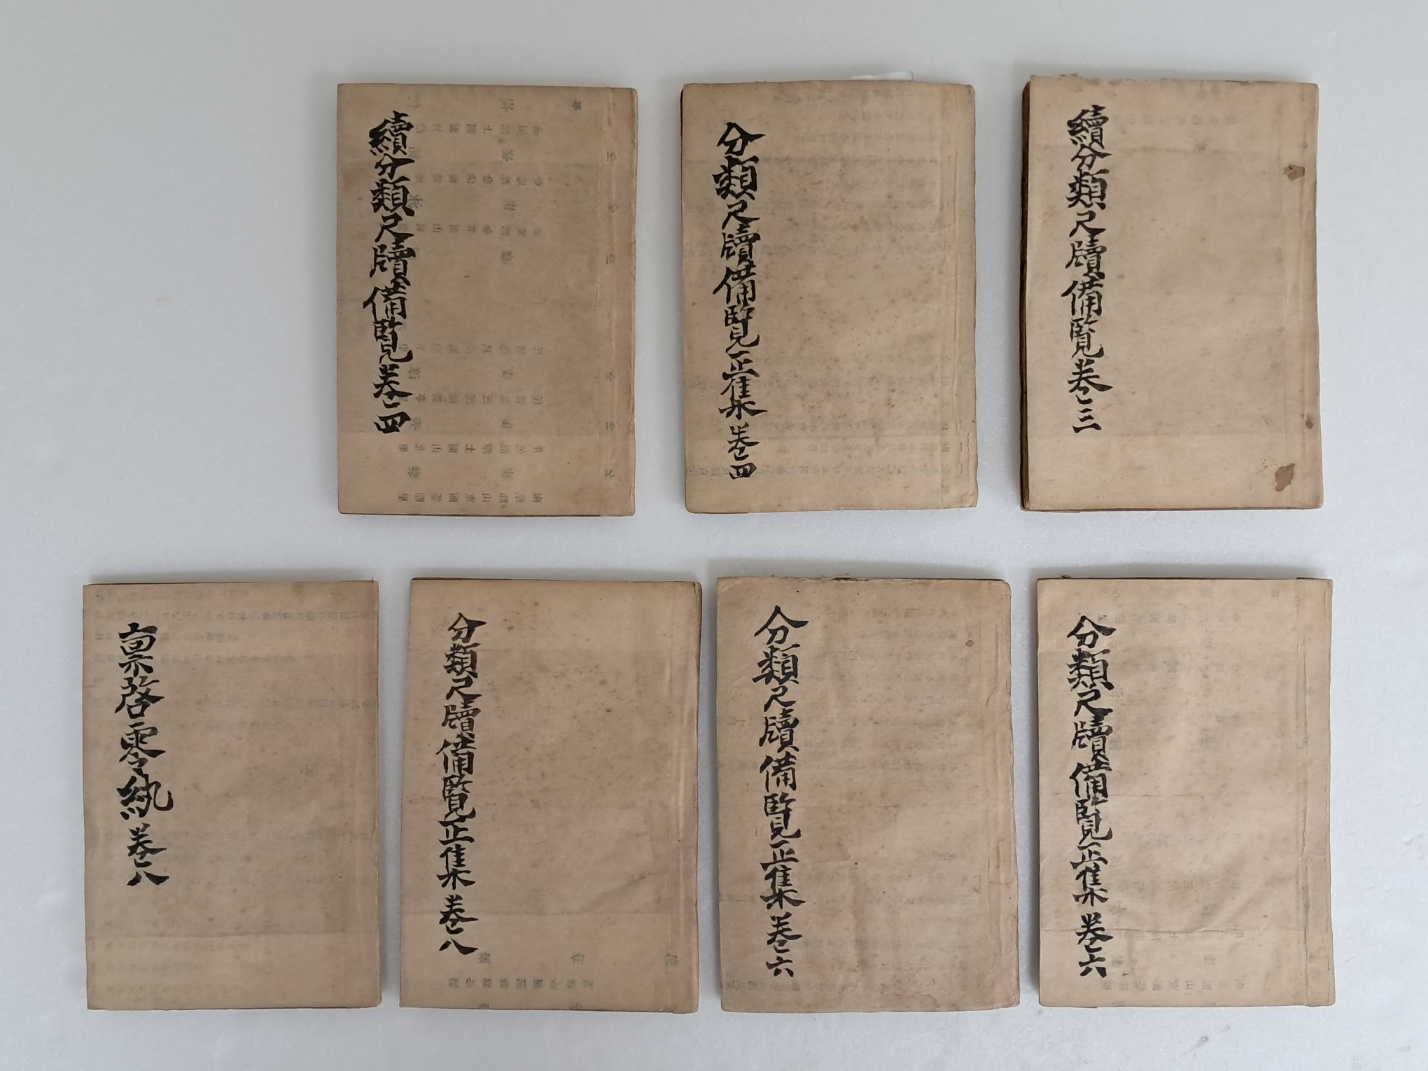 續分類尺牘備覽卷四
分類尺牘備覽正集卷四
續分類尺牘備覽卷三
稟啓零紈卷八
分類尺牘備覽正集卷八
分類尺牘備覽正集卷六
分類尺牘備覽正集卷六